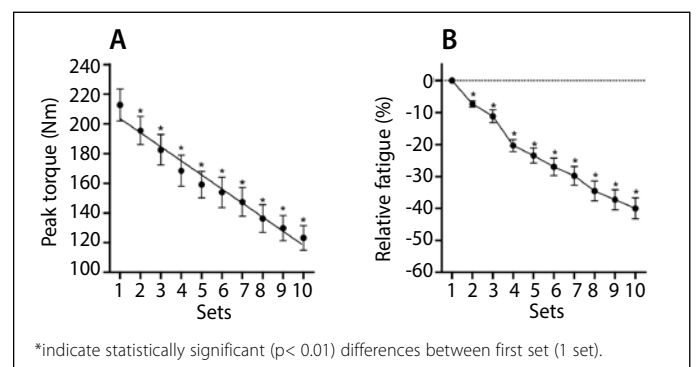 A
240
220
200
180
160
140
120
100
Peak torque (Nm)
* * * * * * * * *
1 2 3 4 5 6 7 8 9 10
Sets
B
0
-10
-20
-30
-40
-50
-60
Relative fatigue (%)
* * * * * * * * *
1 2 3 4 5 6 7 8 9 10
Sets
*indicate statistically significant (p< 0.01) differences between first set (1 set).